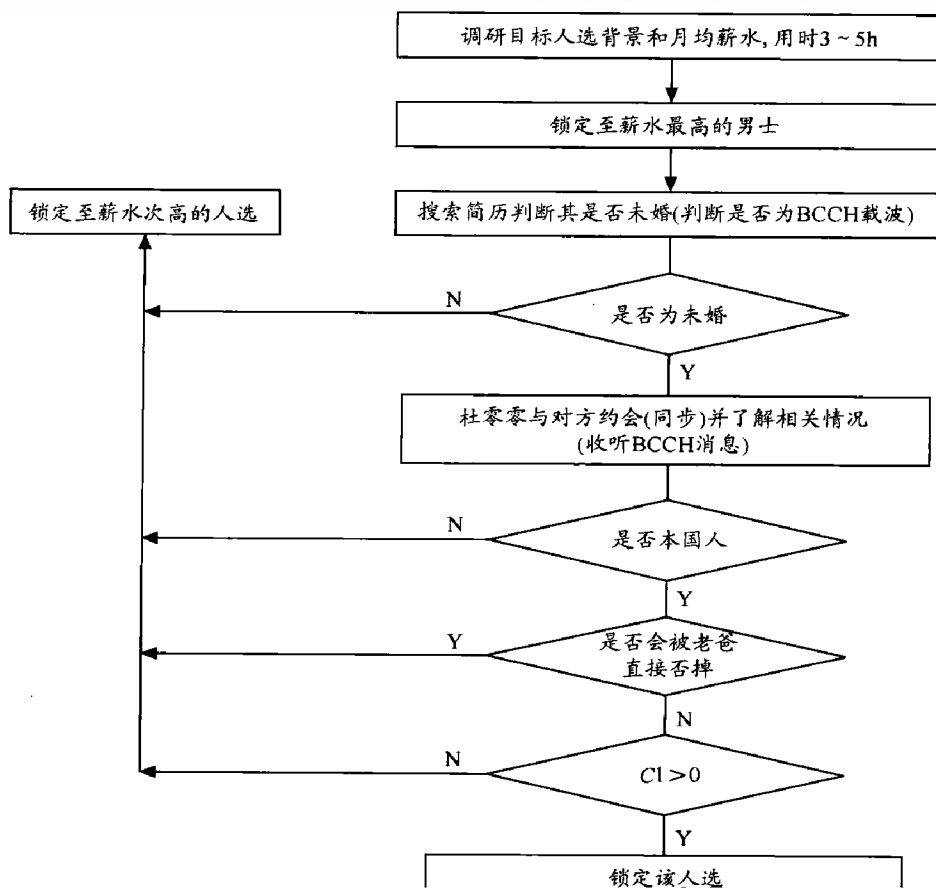 调研目标人选背景和月均薪水,用时3~5h
锁定至薪水最高的男士
锁定至薪水次高的人选
搜索简历判断其是否未婚(判断是否为BCCH载波)
N
是否为未婚
Y
杜零零与对方约会(同步)并了解相关情况
(收听BCCH消息)
N
是否本国人
Y
Y
是否会被老爸
直接否掉
N
N
C1>0
Y
锁定该人选